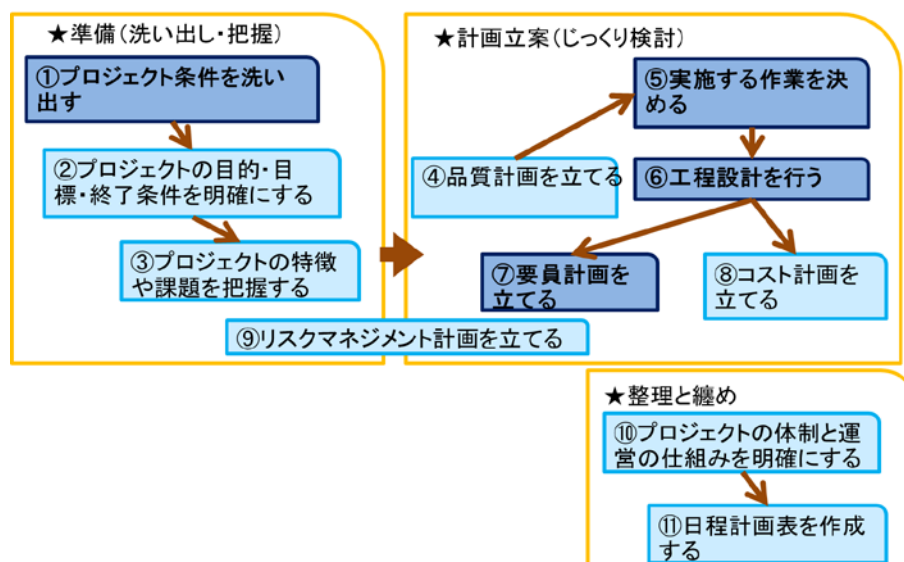 ★準備(洗い出し・把握)
①プロジェクト条件を洗い
出す
②プロジェクトの目的・目
標・終了条件を明確にする
③プロジェクトの特徴
や課題を把握する
★計画立案(じっくり検討)
④品質計画を立てる
⑤実施する作業を決
める
⑥工程設計を行う
⑦要員計画を
立てる
⑧コスト計画を
立てる
⑨リスクマネジメント計画を立てる
★整理と纏め
⑩プロジェクトの体制と運
営の仕組みを明確にする
⑪日程計画表を作成
する